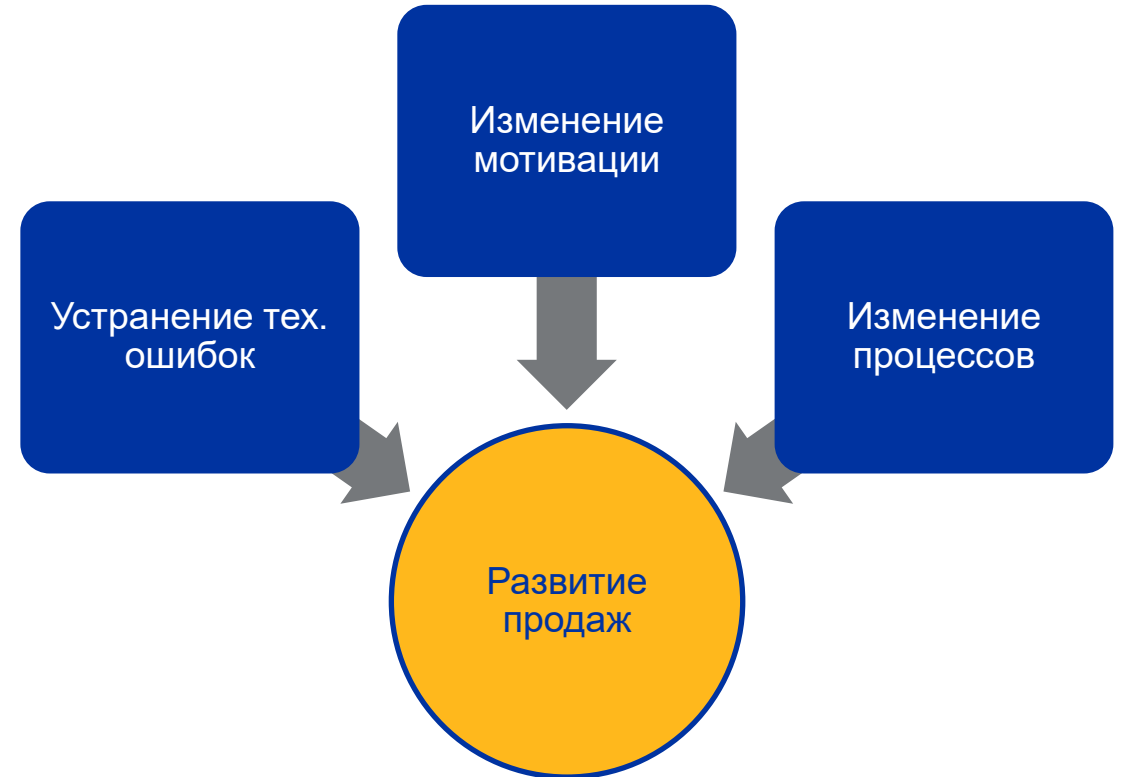 Изменение
мотивации
Устранение тех.
ошибок
Изменение
процессов
Развитие
продаж